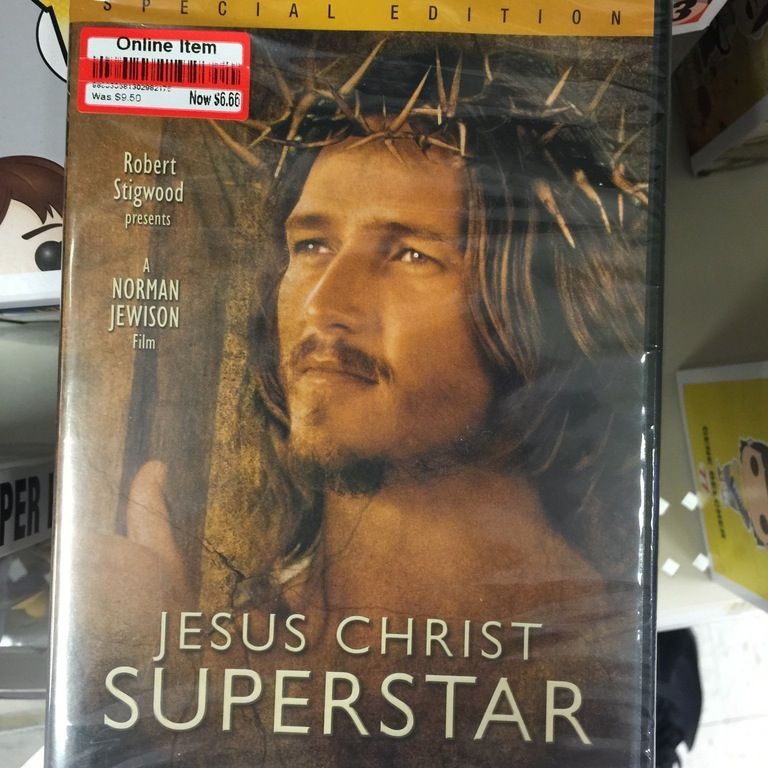 SPECIAL EDITION
Online Item
Was $9.50
Now $6.66
Robert
Stigwood
presents
A
NORMAN
JEWISON
Film
JESUS CHRIST
SUPERSTAR
PER
3